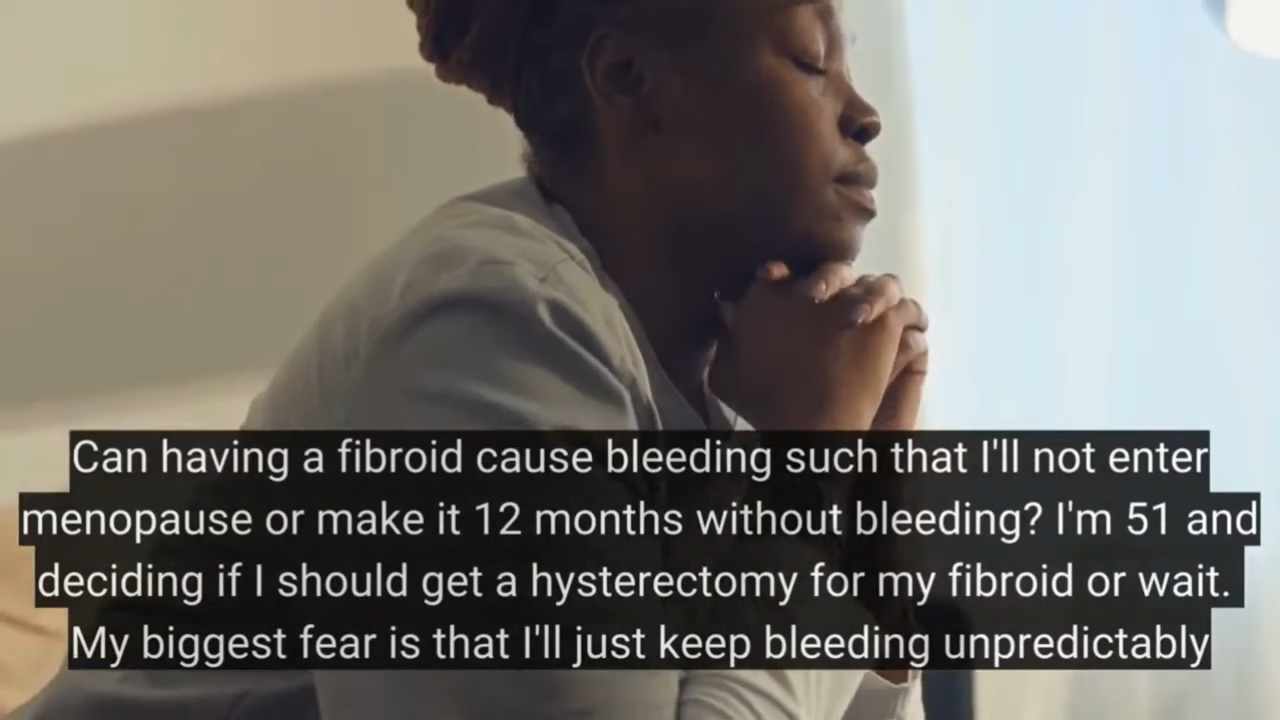 Can having a fibroid cause bleeding such that I'll not enter
menopause or make it 12 months without bleeding? I'm 51 and
deciding if I should get a hysterectomy for my fibroid or wait.
My biggest fear is that I'll just keep bleeding unpredictably